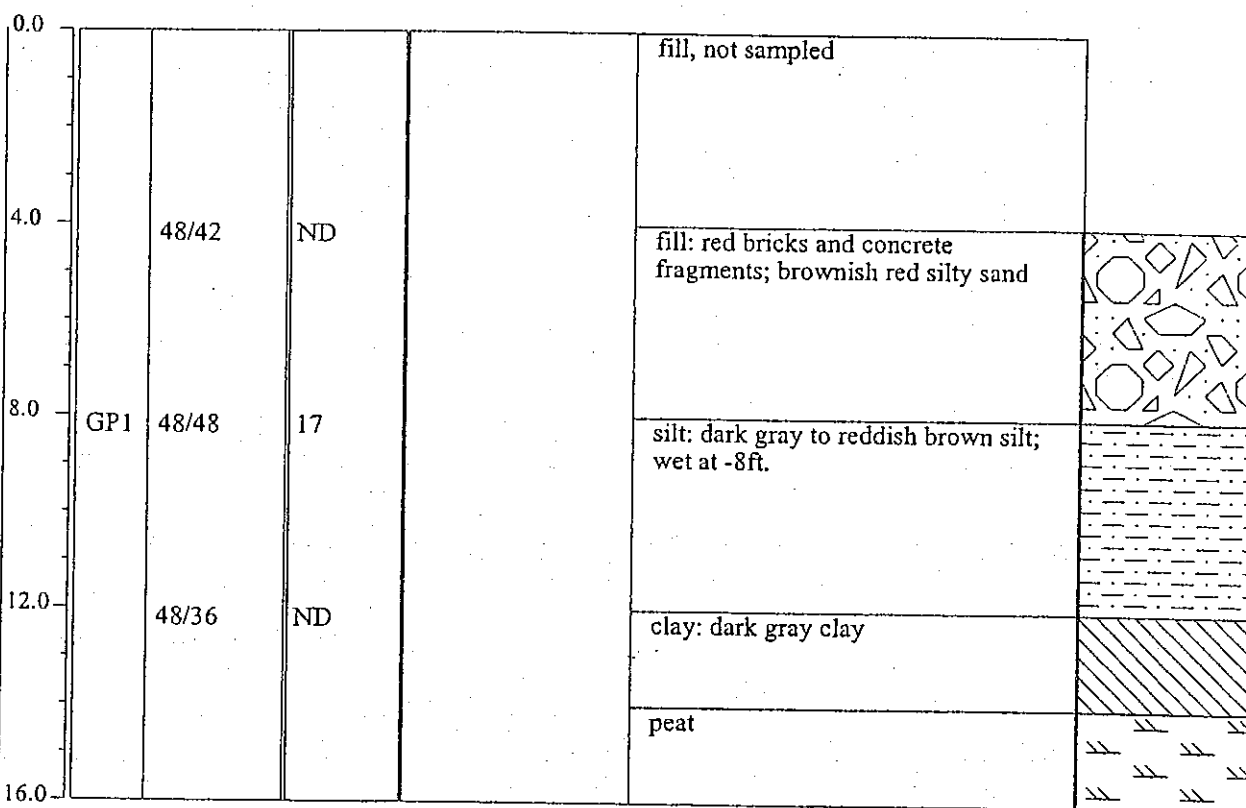 0.0
fill, not sampled
4.0
48/42 ND
fill: red bricks and concrete
fragments; brownish red silty sand
8.0
GP1 48/48 17
silt: dark gray to reddish brown silt;
wet at -8ft.
12.0
48/36 ND
clay: dark gray clay
peat
16.0